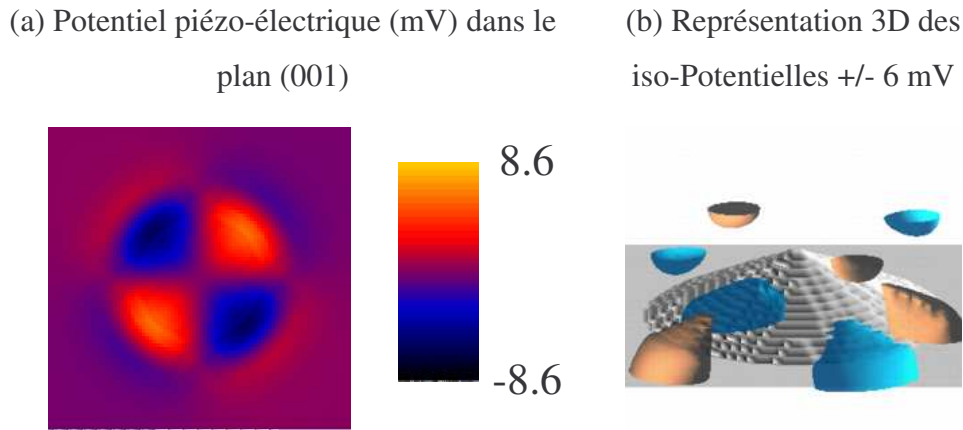 (a) Potentiel piézo-électrique (mV) dans le
plan (001)
(b) Représentation 3D des
iso-Potentielles +/- 6 mV
8.6
-8.6